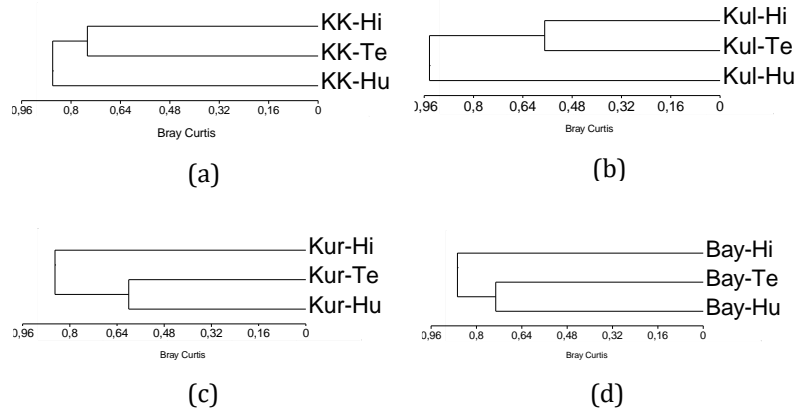 KK-Hi
KK-Te
KK-Hu
0,96 0,8 0,64 0,48 0,32 0,16 0
Bray Curtis
(a)
Kul-Hi
Kul-Te
Kul-Hu
0,96 0,8 0,64 0,48 0,32 0,16 0
Bray Curtis
(b)
Kur-Hi
Kur-Te
Kur-Hu
0,96 0,8 0,64 0,48 0,32 0,16 0
Bray Curtis
(c)
Bay-Hi
Bay-Te
Bay-Hu
0,96 0,8 0,64 0,48 0,32 0,16 0
Bray Curtis
(d)